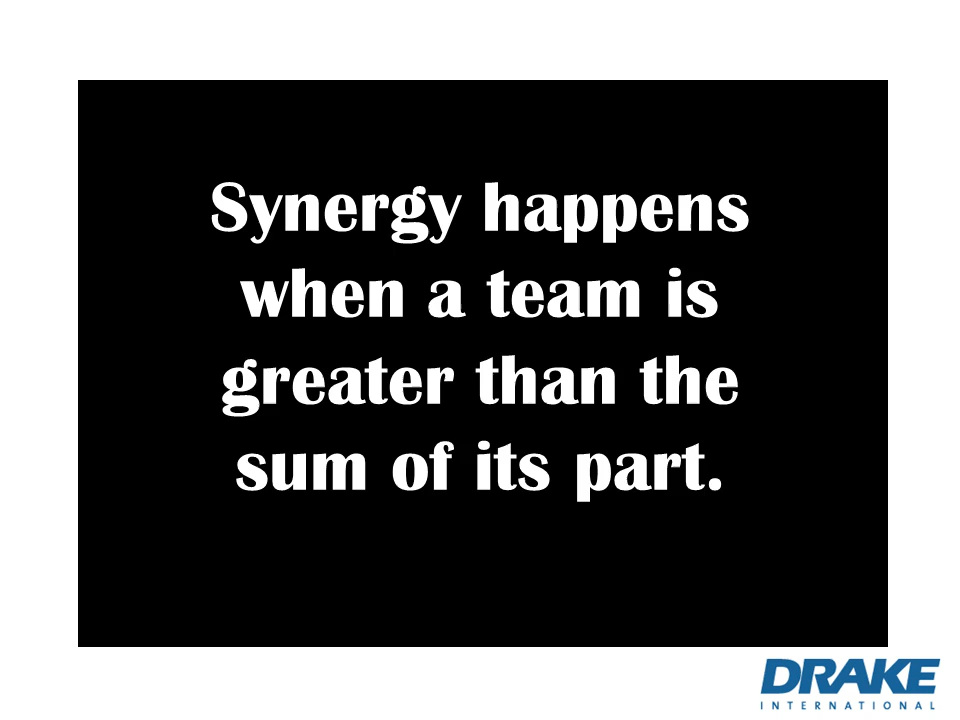 Synergy happens
when a team is
greater than the
sum of its part.
DRAKE
INTERNATIONAL